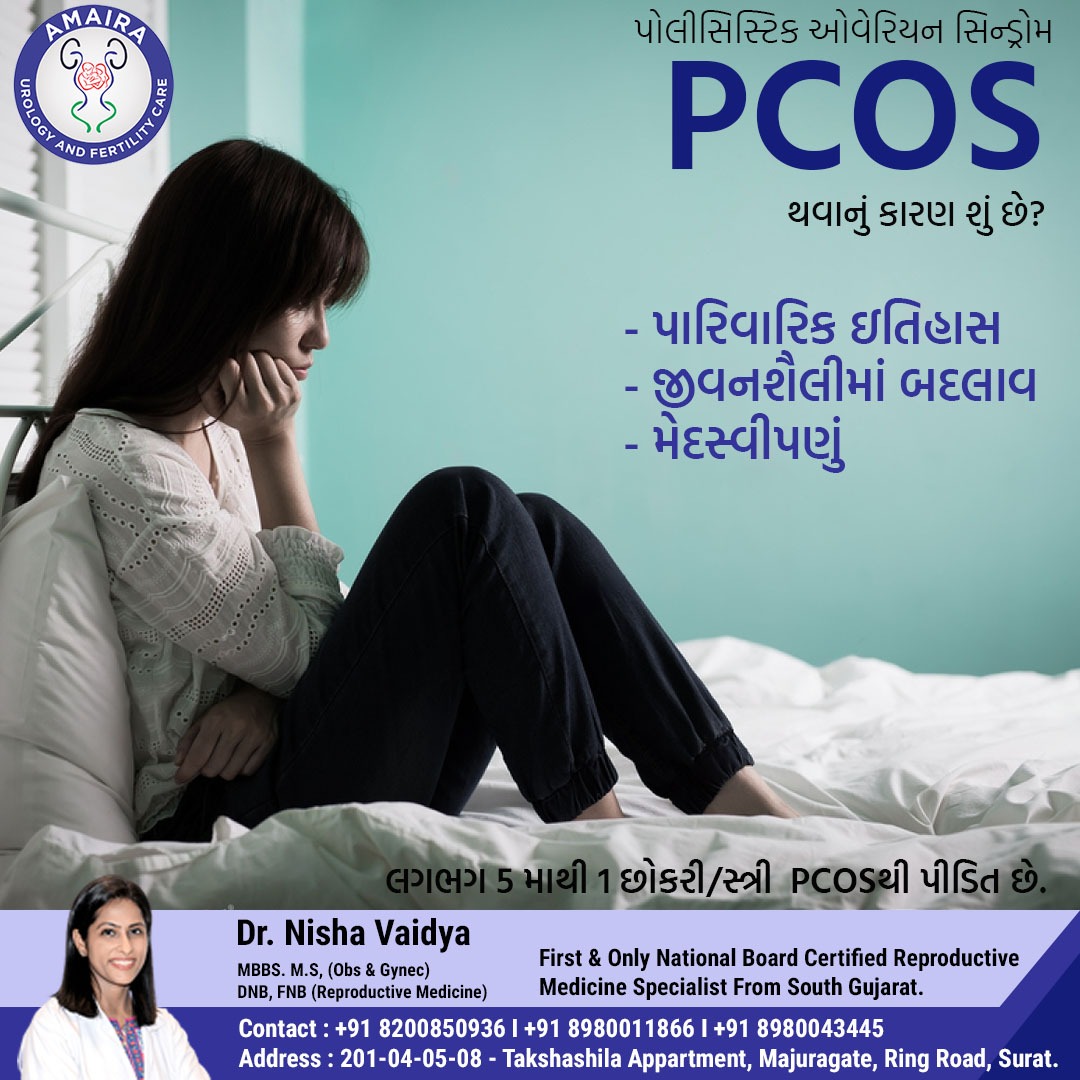 AMAIRA
UROLOGY AND FERTILITY CARE
પોલીસિસ્ટિક ઓવેરિયન સિન્ડ્રોમ
PCOS
થવાનું કારણ શું છે?
- પારિવારિક ઇતિહાસ
- જીવનશૈલીમાં બદલાવ
- મેદસ્વીપણું
લગભગ 5 માથી 1 છોકરી/સ્ત્રી PCOSથી પીડિત છે.
Dr. Nisha Vaidya
MBBS. M.S, (Obs & Gynec)
DNB, FNB (Reproductive Medicine)
First & Only National Board Certified Reproductive
Medicine Specialist From South Gujarat.
Contact : +91 8200850936 I +91 8980011866 I +91 8980043445
Address : 201-04-05-08 - Takshashila Appartment, Majuragate, Ring Road, Surat.